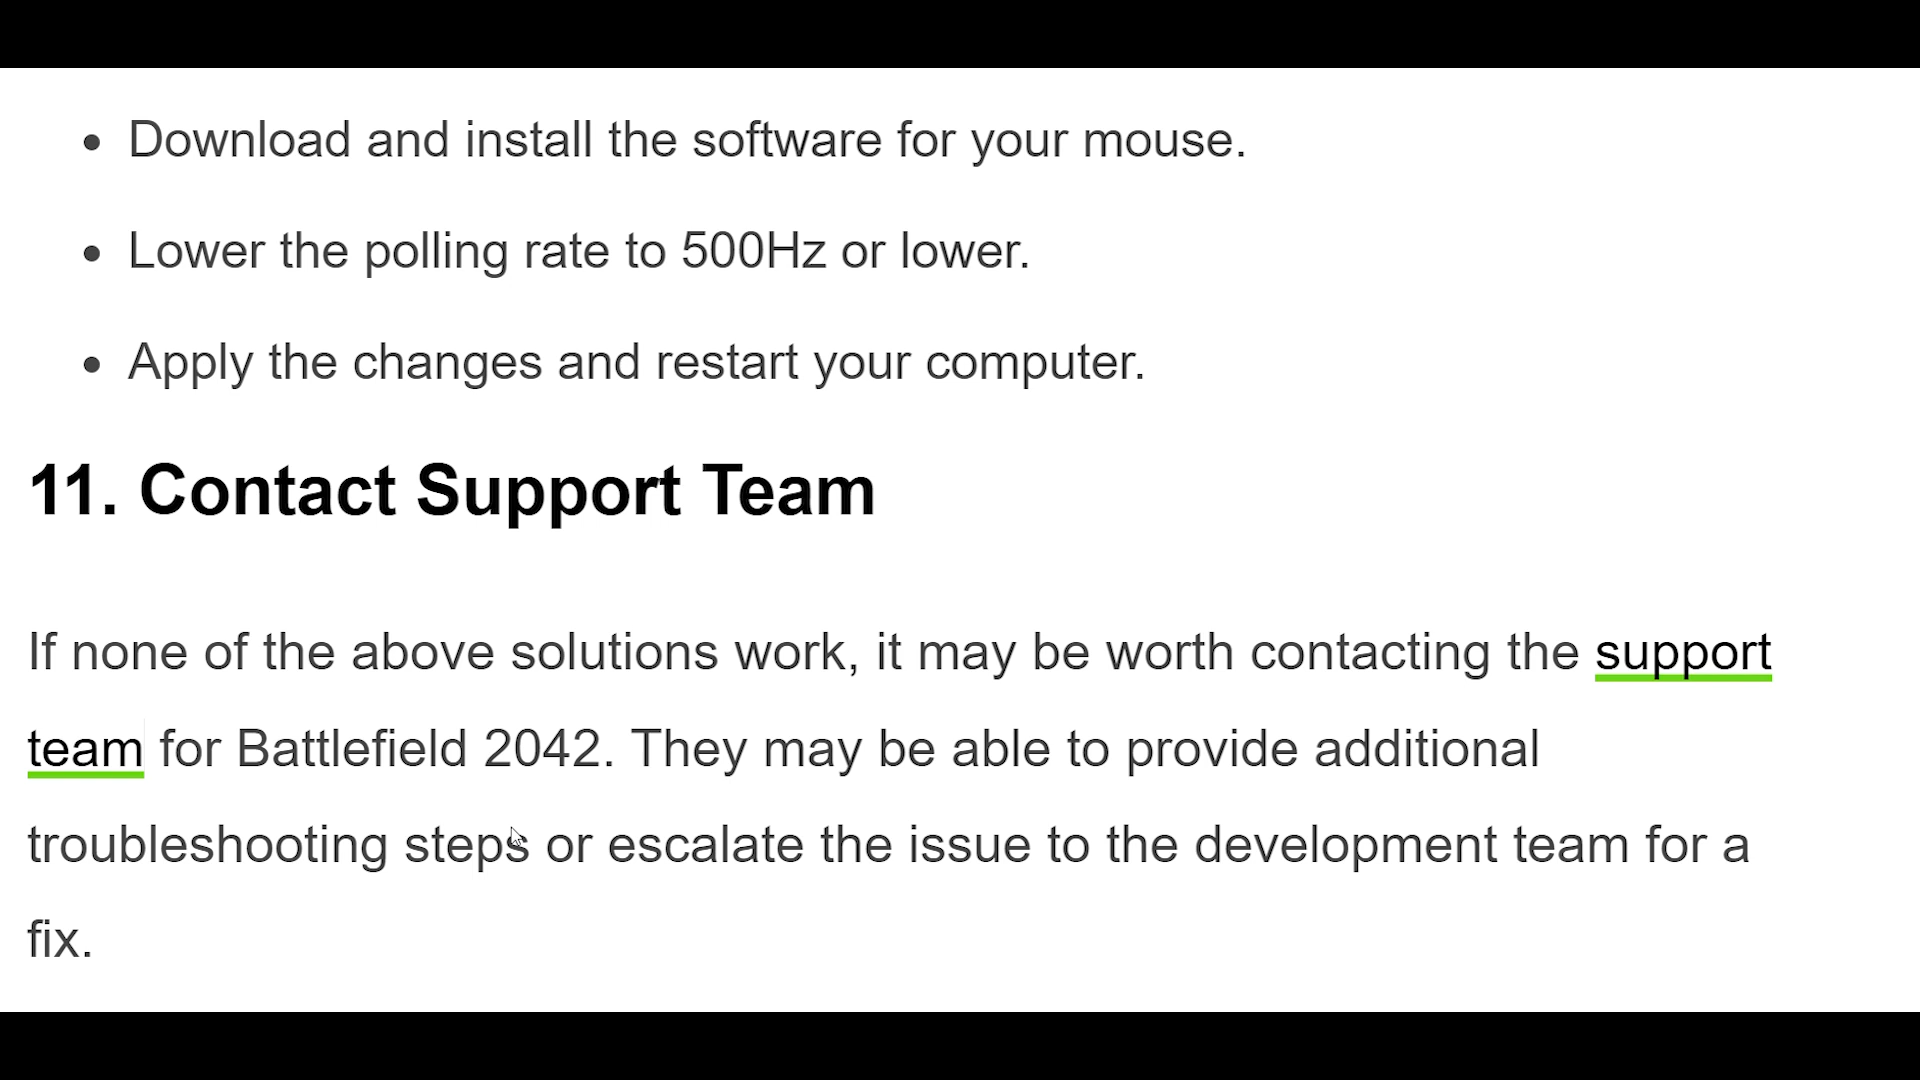 • Download and install the software for your mouse.
• Lower the polling rate to 500Hz or lower.
• Apply the changes and restart your computer.
11. Contact Support Team
If none of the above solutions work, it may be worth contacting the support
team for Battlefield 2042. They may be able to provide additional
troubleshooting steps or escalate the issue to the development team for a
fix.